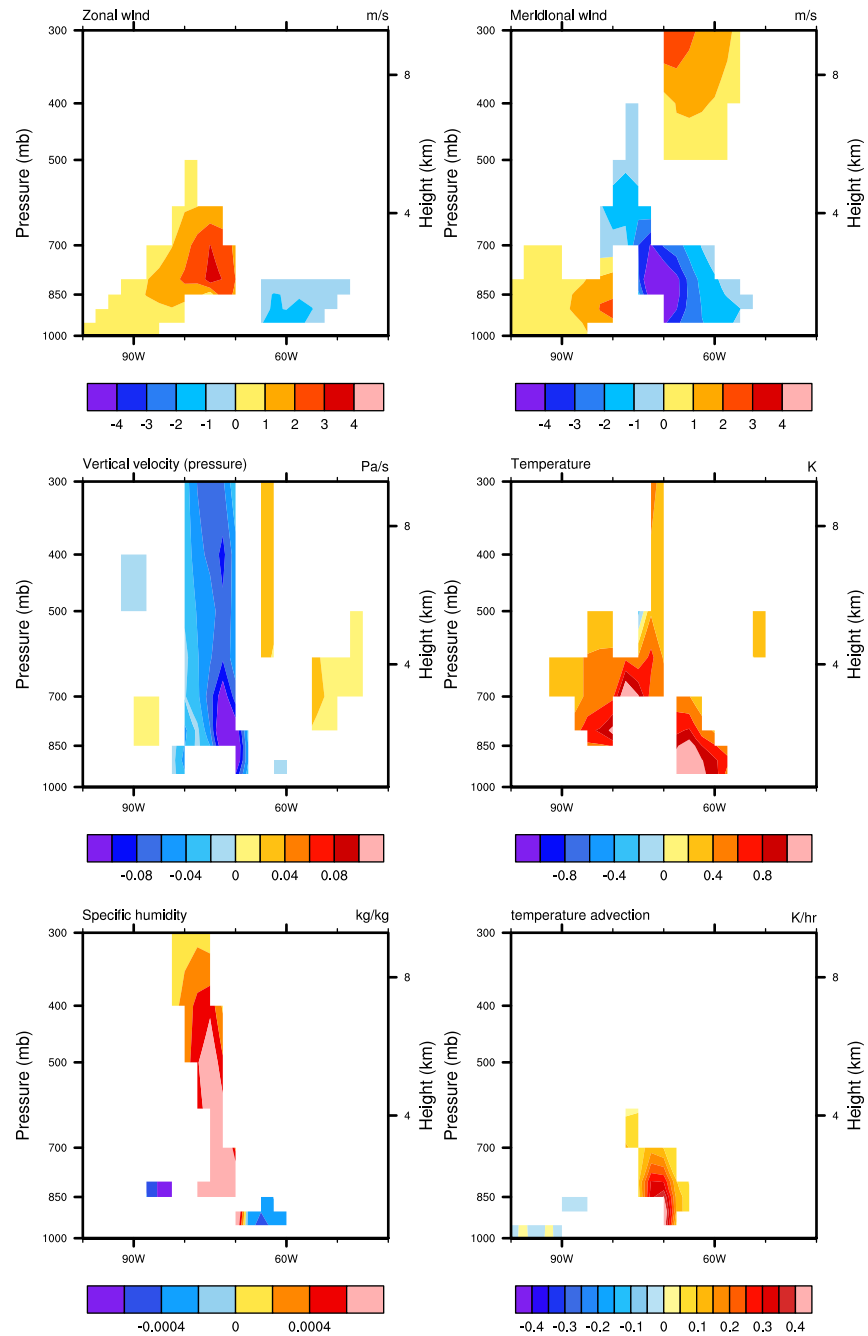 Zonal wind m/s
Meridional wind m/s
300
400
500
700
850
1000
Pressure (mb)
8
4
Height (km)
90W 60W
300
400
500
700
850
1000
Pressure (mb)
8
4
Height (km)
90W 60W
-4 -3 -2 -1 0 1 2 3 4
-4 -3 -2 -1 0 1 2 3 4
Vertical velocity (pressure) Pa/s
Temperature K
300
400
500
700
850
1000
Pressure (mb)
8
4
Height (km)
90W 60W
300
400
500
700
850
1000
Pressure (mb)
8
4
Height (km)
90W 60W
-0.08 -0.04 0 0.04 0.08
-0.8 -0.4 0 0.4 0.8
Specific humidity kg/kg
temperature advection K/hr
300
400
500
700
850
1000
Pressure (mb)
8
4
Height (km)
90W 60W
300
400
500
700
850
1000
Pressure (mb)
8
4
Height (km)
90W 60W
-0.0004 0 0.0004
-0.4 -0.3 -0.2 -0.1 0 0.1 0.2 0.3 0.4